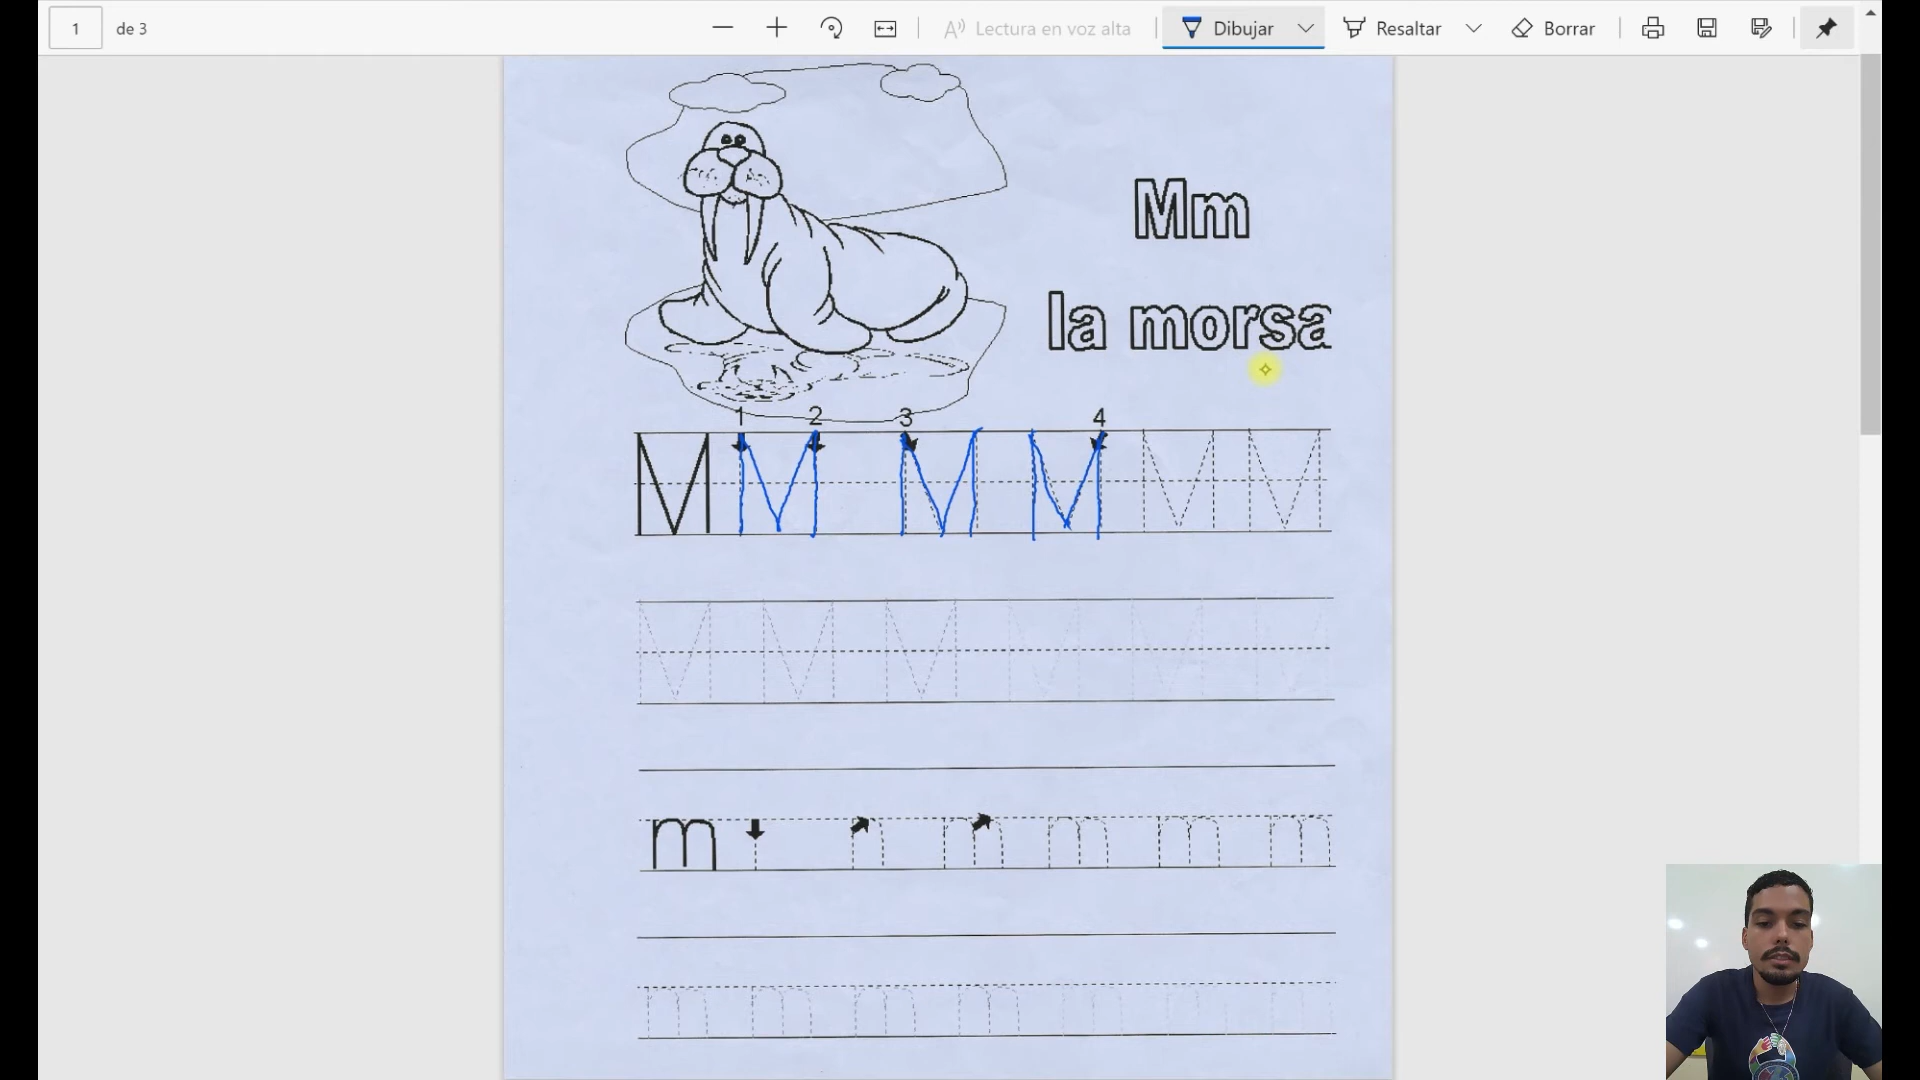 1 de 3 Lectura en voz alta Dibujar Resaltar Borrar
Mm
la morsa
1 2 3 4
M M M M M M
M M M M M M
m m m m m
m m m m m m m